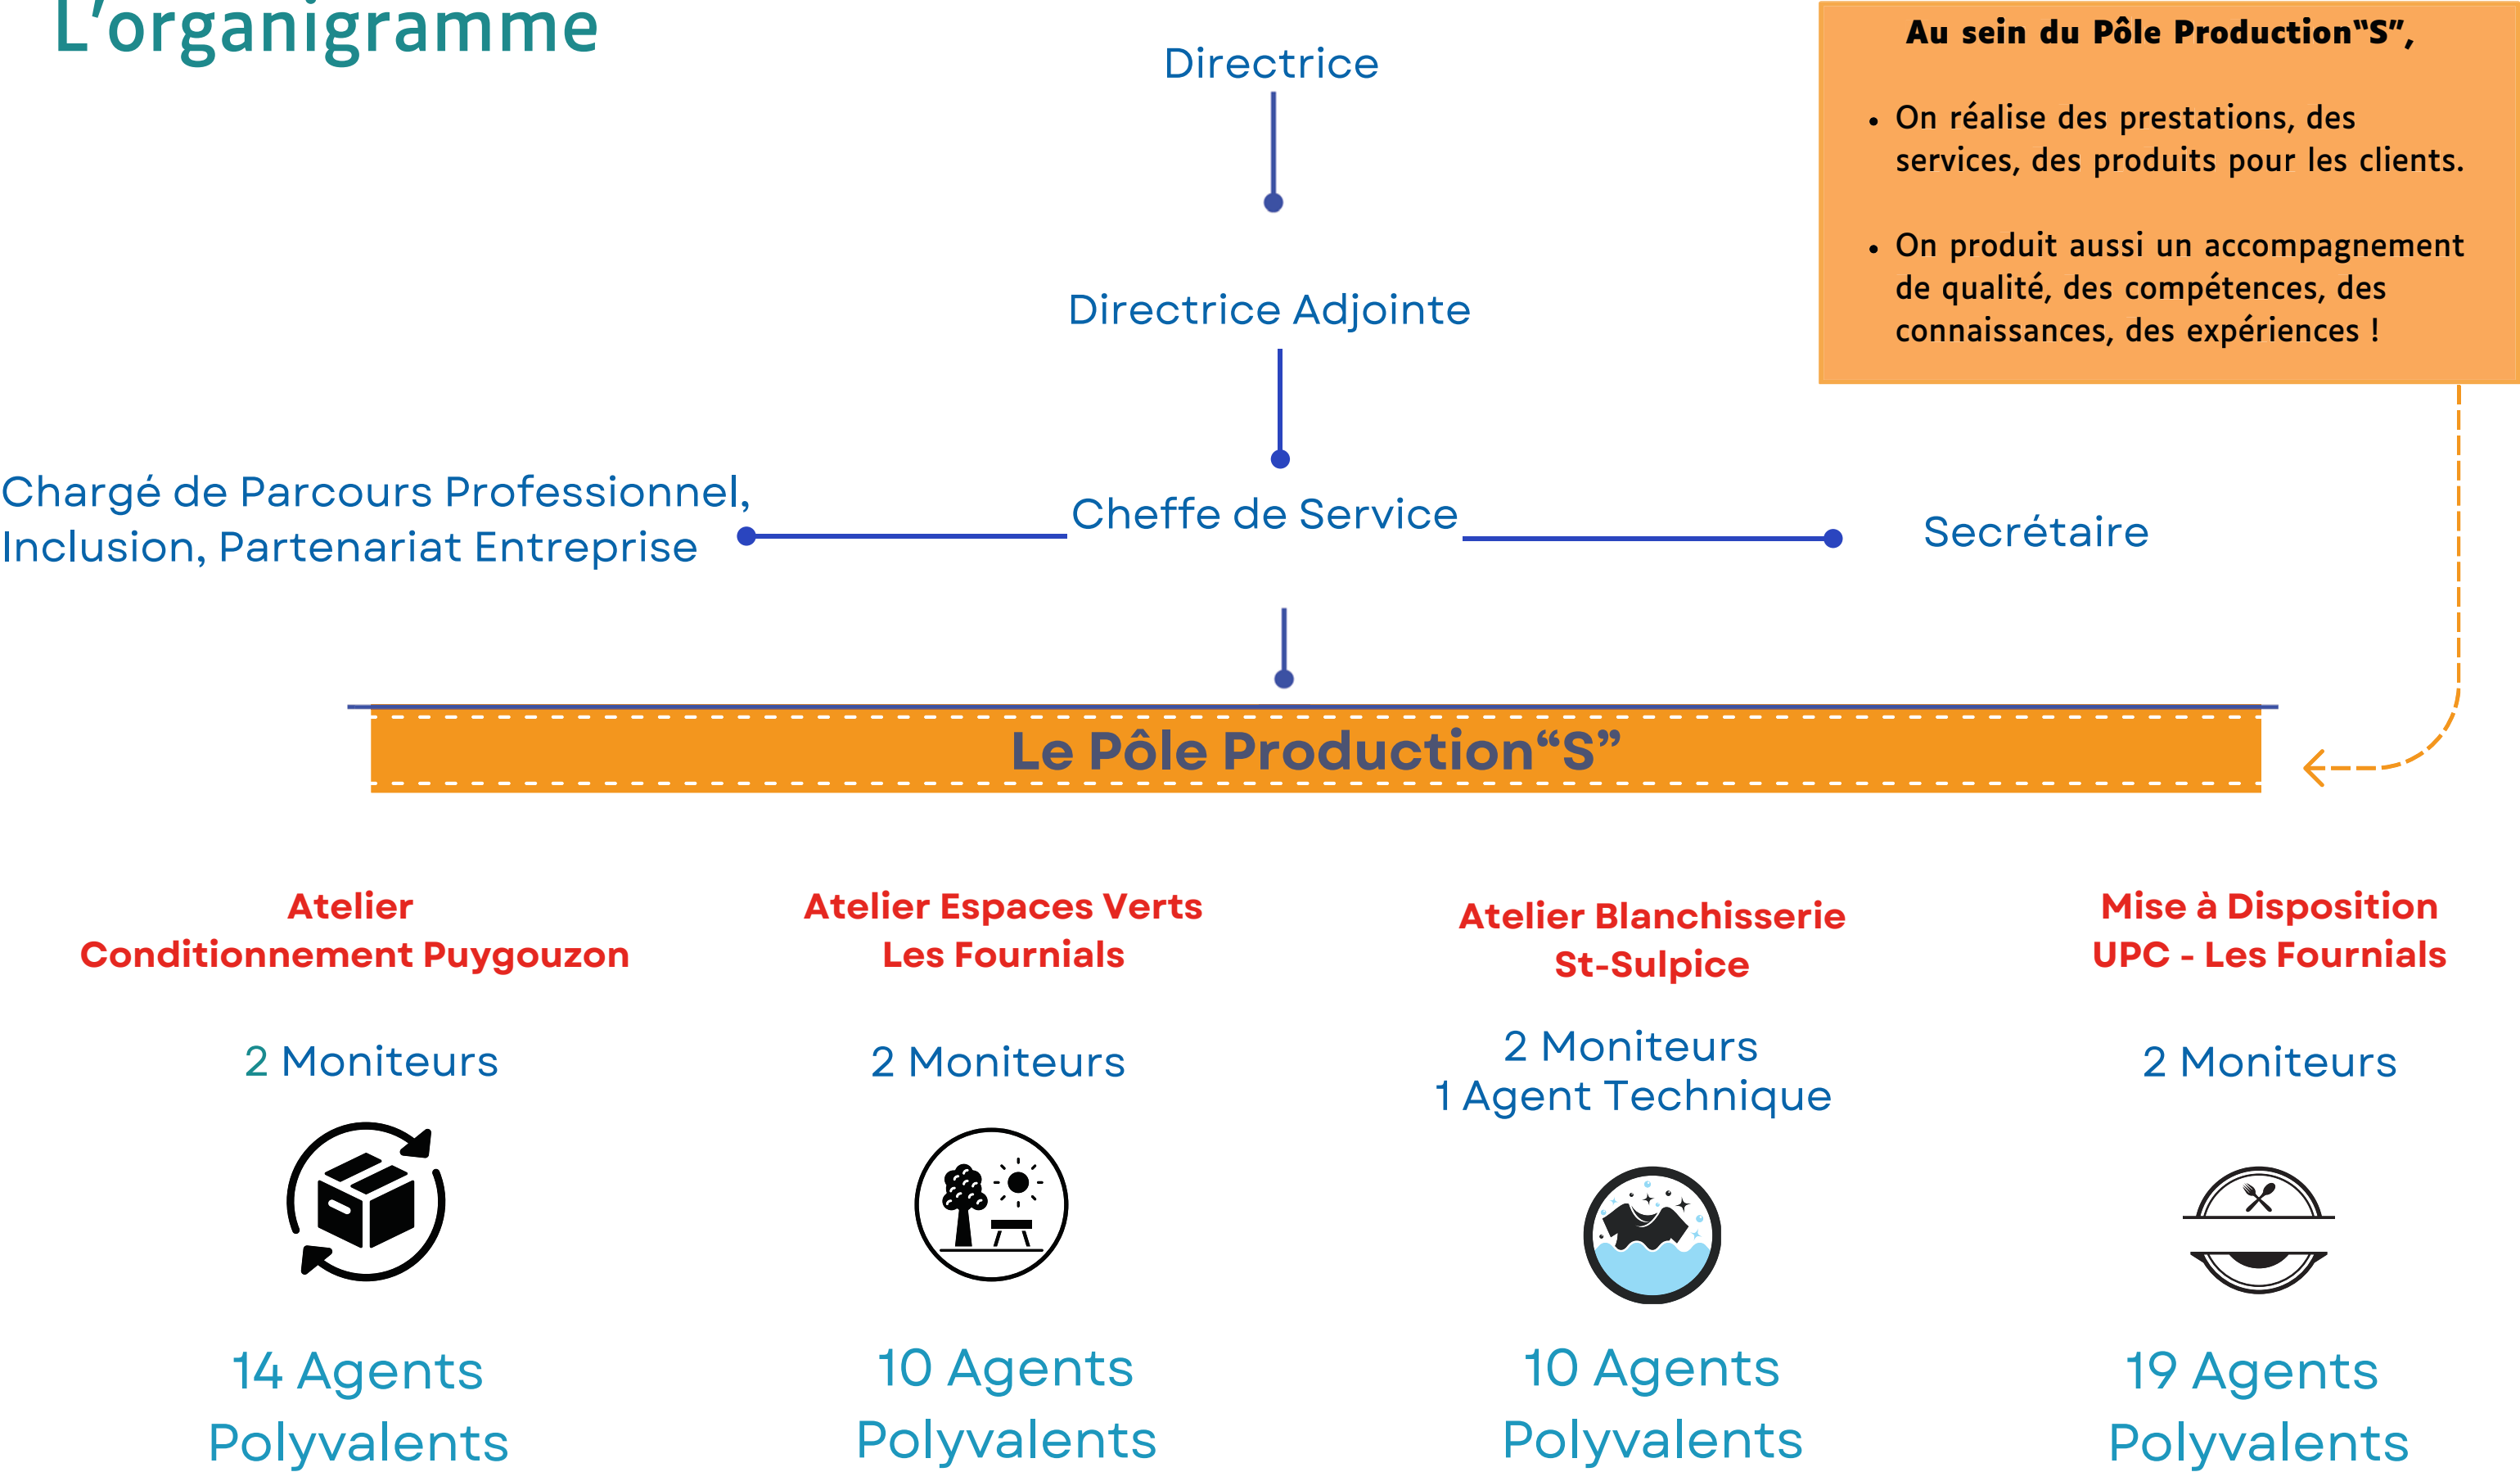 L'organigramme
Directrice
Au sein du Pôle Production“S”,
• On réalise des prestations, des
services, des produits pour les clients.
• On produit aussi un accompagnement
de qualité, des compétences, des
connaissances, des expériences !
Directrice Adjointe
Chargé de Parcours Professionnel,
Inclusion, Partenariat Entreprise
Cheffe de Service
Secrétaire
Le Pôle Production“S”
Atelier
Conditionnement Puygouzon
2 Moniteurs
14 Agents
Polyvalents
Atelier Espaces Verts
Les Fournials
2 Moniteurs
10 Agents
Polyvalents
Atelier Blanchisserie
St-Sulpice
2 Moniteurs
1 Agent Technique
10 Agents
Polyvalents
Mise à Disposition
UPC - Les Fournials
2 Moniteurs
19 Agents
Polyvalents